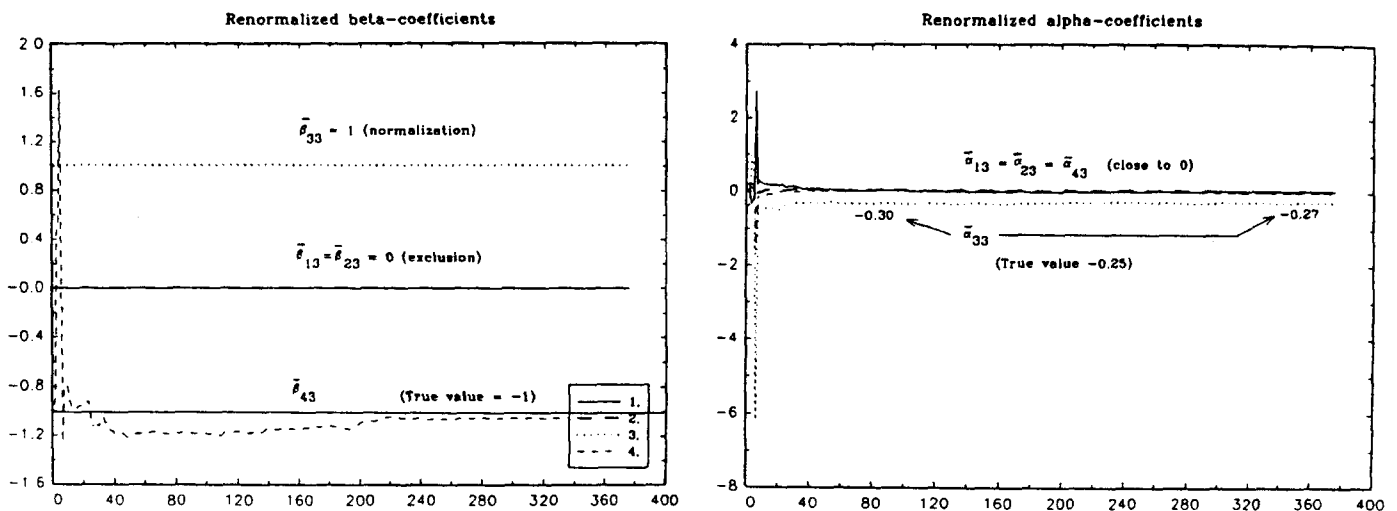 Renormalized beta-coefficients
2.0
1.6
1.2
0.8
0.4
-0.0
-0.4
-0.8
-1.2
-1.6
0 40 80 120 160 200 240 280 320 360 400
β̄33 = 1 (normalization)
β̄13=β̄23 = 0 (exclusion)
β̄43 (True value = -1)
1.
2.
3.
4.
Renormalized alpha-coefficients
4
2
0
-2
-4
-6
-8
0 40 80 120 160 200 240 280 320 360 400
ᾱ13 = ᾱ23 = ᾱ43 (close to 0)
-0.30
-0.27
ᾱ33
(True value -0.25)